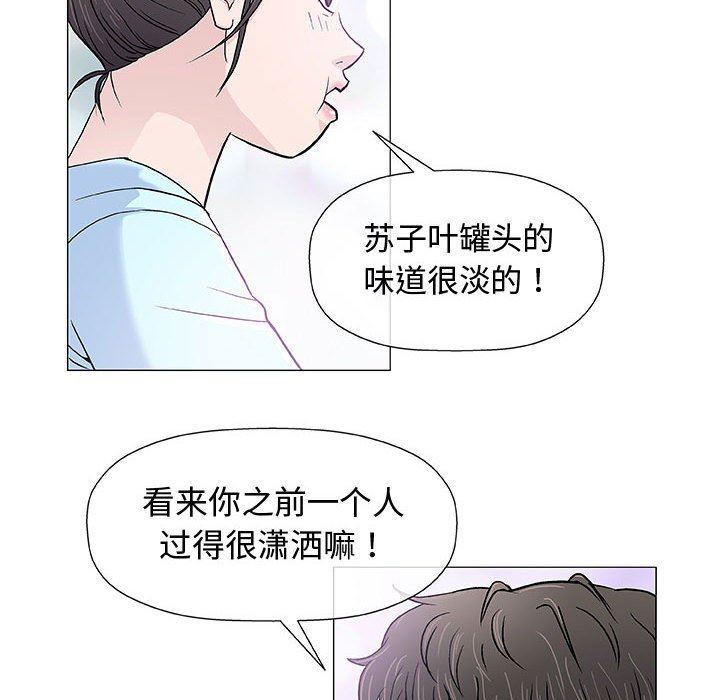 苏子叶罐头的
味道很淡的！
看来你之前一个人
过得很潇洒嘛！